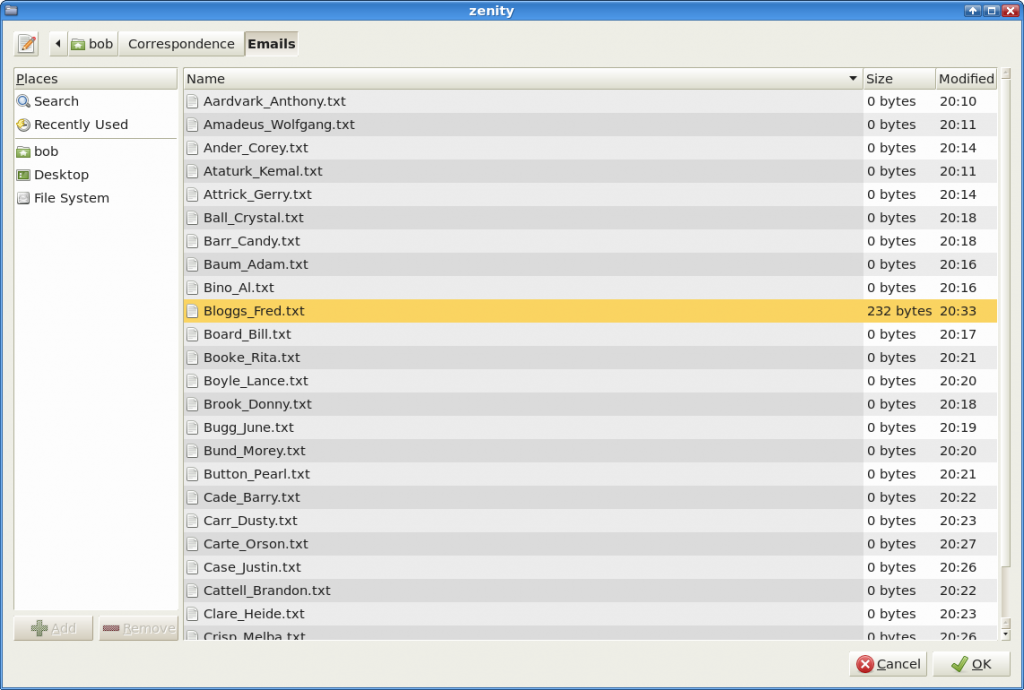 zenity
bob Correspondence Emails
Places
Search
Recently Used
bob
Desktop
File System
Add Remove
Name Size Modified
Aardvark_Anthony.txt 0 bytes 20:10
Amadeus_Wolfgang.txt 0 bytes 20:11
Ander_Corey.txt 0 bytes 20:14
Ataturk_Kemal.txt 0 bytes 20:11
Attrick_Gerry.txt 0 bytes 20:14
Ball_Crystal.txt 0 bytes 20:18
Barr_Candy.txt 0 bytes 20:18
Baum_Adam.txt 0 bytes 20:16
Bino_Al.txt 0 bytes 20:16
Bloggs_Fred.txt 232 bytes 20:33
Board_Bill.txt 0 bytes 20:17
Booke_Rita.txt 0 bytes 20:21
Boyle_Lance.txt 0 bytes 20:20
Brook_Donny.txt 0 bytes 20:18
Bugg_June.txt 0 bytes 20:19
Bund_Morey.txt 0 bytes 20:20
Button_Pearl.txt 0 bytes 20:21
Cade_Barry.txt 0 bytes 20:22
Carr_Dusty.txt 0 bytes 20:23
Carte_Orson.txt 0 bytes 20:27
Case_Justin.txt 0 bytes 20:26
Cattell_Brandon.txt 0 bytes 20:22
Clare_Heide.txt 0 bytes 20:23
Crisp_Melba.txt 0 bytes 20:26
Cancel OK